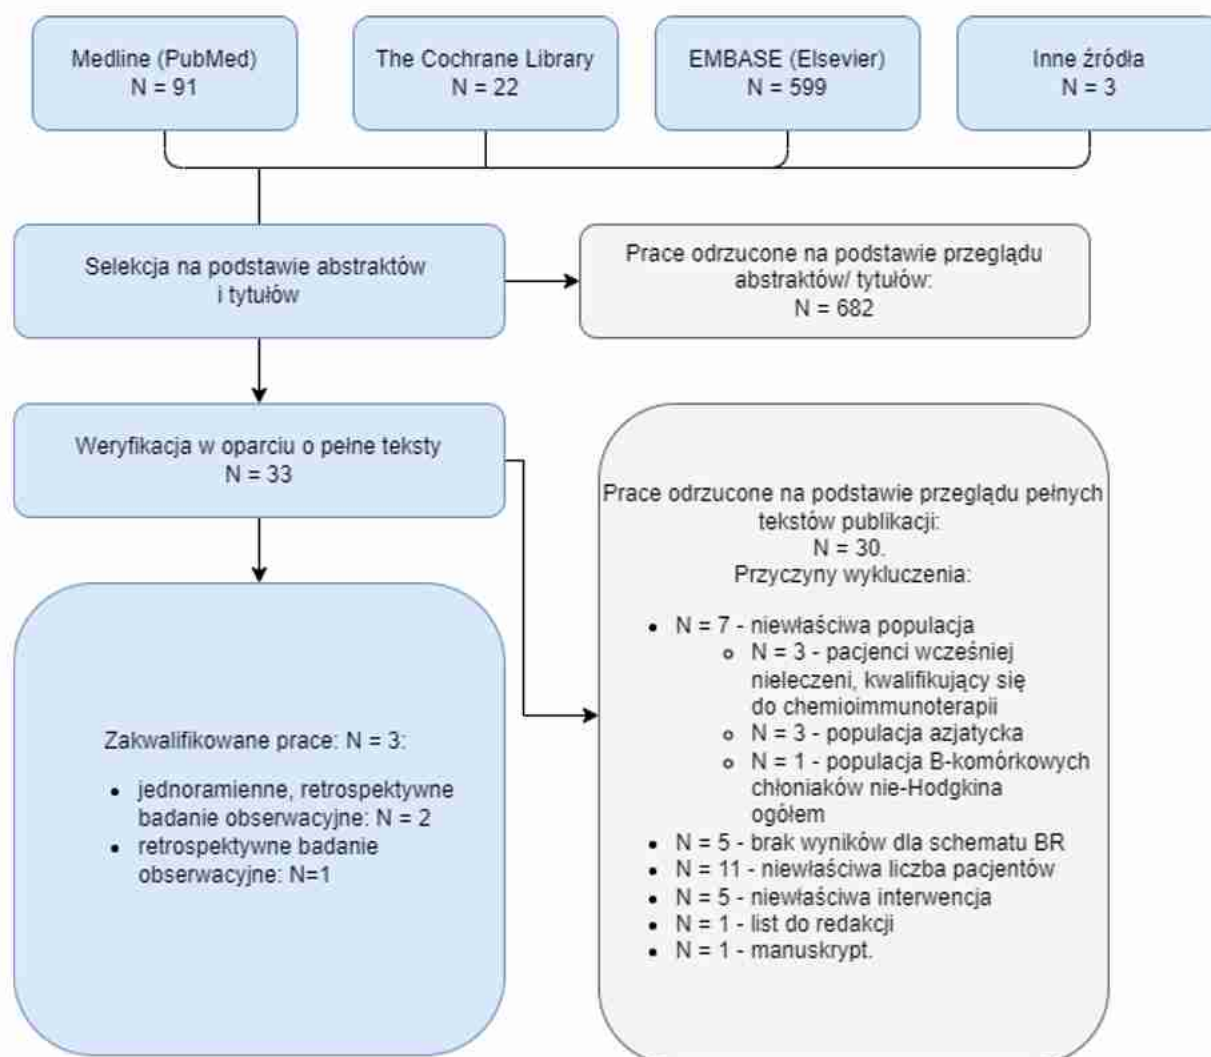 Medline (PubMed)
N = 91
The Cochrane Library
N = 22
EMBASE (Elsevier)
N = 599
Inne źródła
N = 3
Selekcja na podstawie abstraktów
i tytułów
Prace odrzucone na podstawie przeglądu
abstraktów/ tytułów:
N = 682
Weryfikacja w oparciu o pełne teksty
N = 33
Prace odrzucone na podstawie przeglądu pełnych
tekstów publikacji:
N = 30.
Przyczyny wykluczenia:
• N = 7 - niewłaściwa populacja
o N = 3 - pacjenci wcześniej
nieleczeni, kwalifikujący się
do chemioimmunoterapii
o N = 3 - populacja azjatycka
o N = 1 - populacja B-komórkowych
chłoniaków nie-Hodgkina
ogółem
• N = 5 - brak wyników dla schematu BR
• N = 11 - niewłaściwa liczba pacjentów
• N = 5 - niewłaściwa interwencja
• N = 1 - list do redakcji
• N = 1 - manuskrypt.
Zakwalifikowane prace: N = 3:
• jednoramienne, retrospektywne
badanie obserwacyjne: N = 2
• retrospektywne badanie
obserwacyjne: N=1